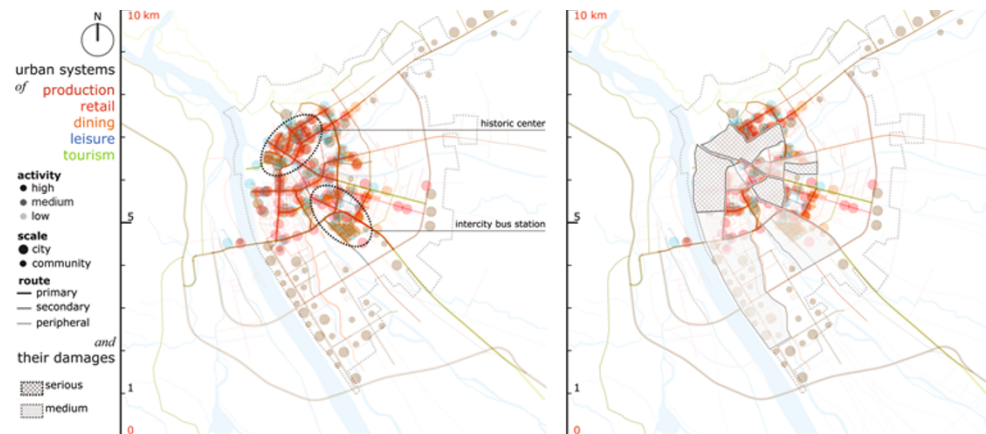 N
urban systems
of production
retail
dining
leisure
tourism
activity
high
medium
low
scale
city
community
route
primary
secondary
peripheral
and
their damages
serious
medium
10 km
historic center
intercity bus station
5
1
0
10 km
5
1
0